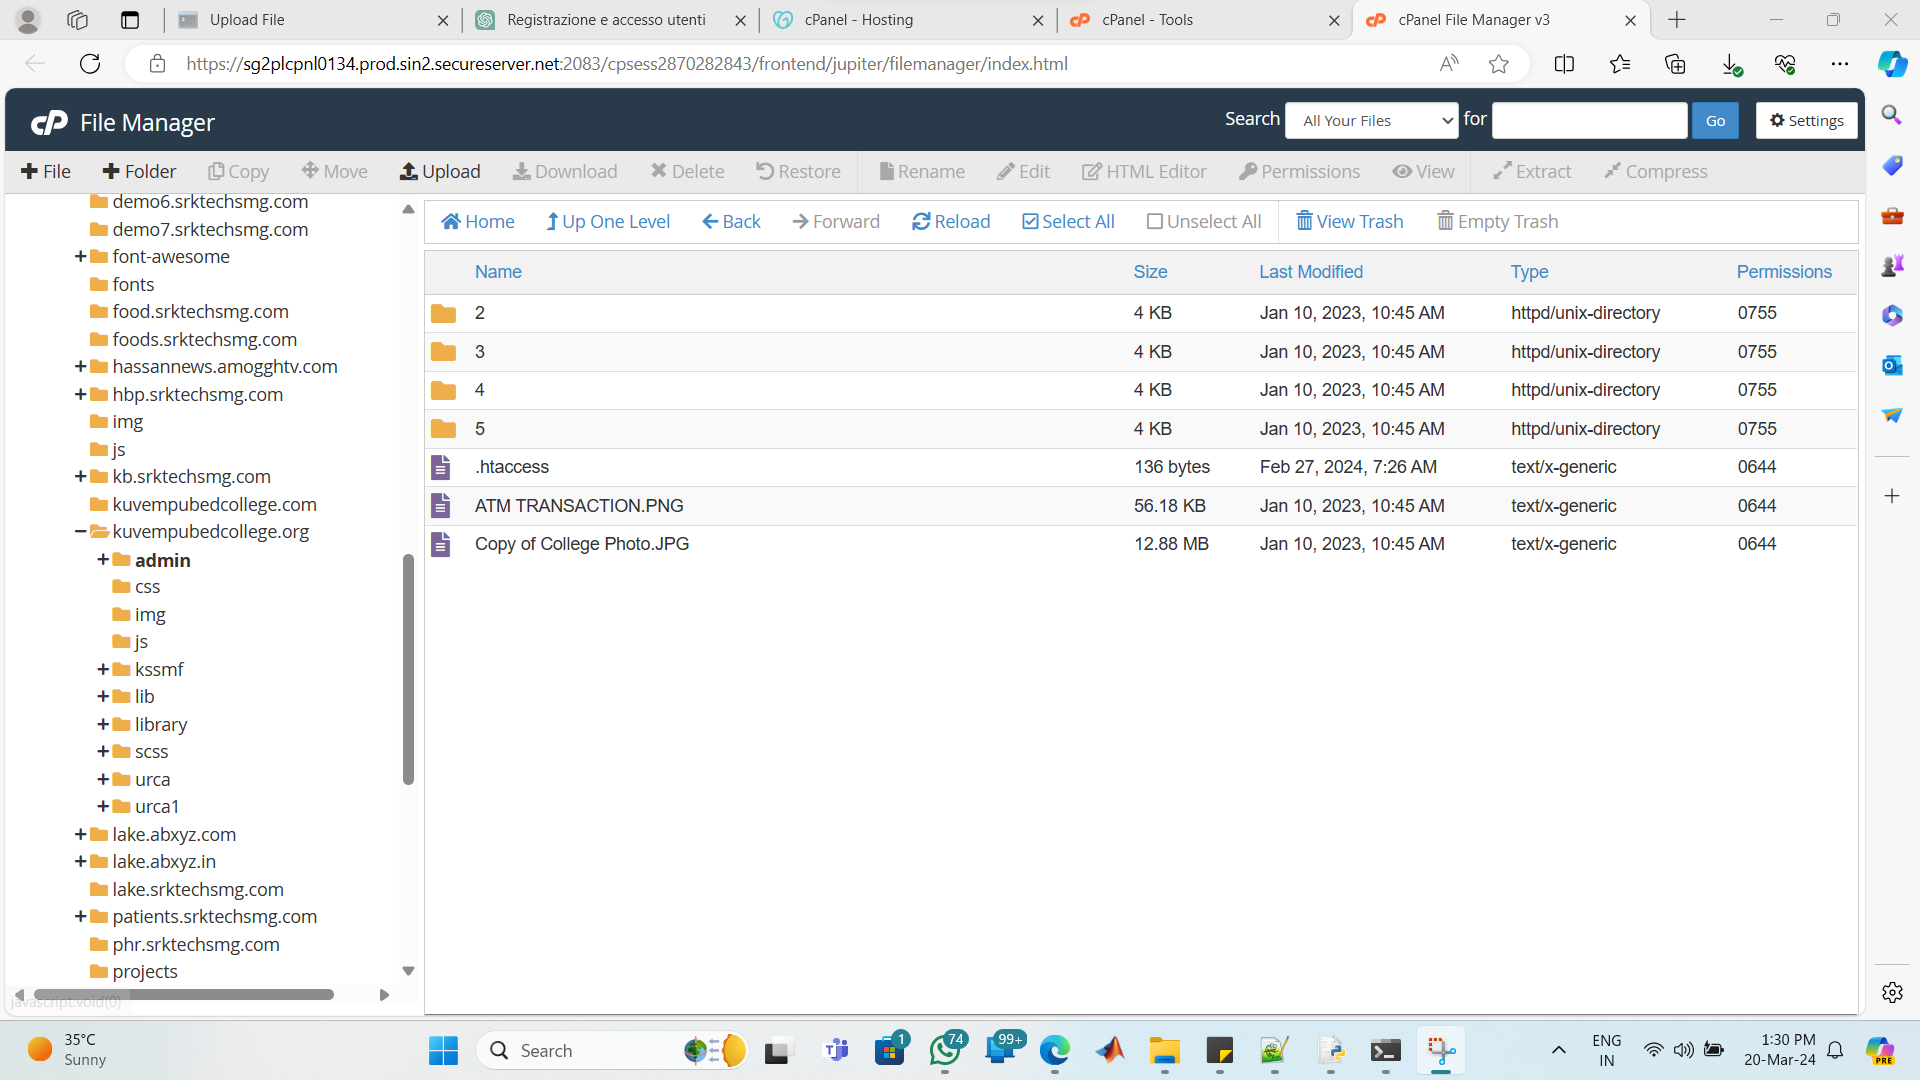 Upload File
Registrazione e accesso utenti
cPanel - Hosting
cPanel - Tools
cPanel File Manager v3
https://sg2plcpnl0134.prod.sin2.secureserver.net:2083/cpsess2870282843/frontend/jupiter/filemanager/index.html
cP File Manager
Search All Your Files for Go Settings
File Folder Copy Move Upload Download Delete Restore Rename Edit HTML Editor Permissions View Extract Compress
demo6.srktechsmg.com
demo7.srktechsmg.com
+ font-awesome
fonts
food.srktechsmg.com
foods.srktechsmg.com
+ hassannews.amogghtv.com
+ hbp.srktechsmg.com
img
js
+ kb.srktechsmg.com
kuvempubedcollege.com
− kuvempubedcollege.org
+ admin
css
img
js
+ kssmf
+ lib
+ library
+ scss
+ urca
+ urca1
+ lake.abxyz.com
+ lake.abxyz.in
lake.srktechsmg.com
+ patients.srktechsmg.com
phr.srktechsmg.com
projects
javascript:void(0)
Home Up One Level Back Forward Reload Select All Unselect All View Trash Empty Trash
Name Size Last Modified Type Permissions
2 4 KB Jan 10, 2023, 10:45 AM httpd/unix-directory 0755
3 4 KB Jan 10, 2023, 10:45 AM httpd/unix-directory 0755
4 4 KB Jan 10, 2023, 10:45 AM httpd/unix-directory 0755
5 4 KB Jan 10, 2023, 10:45 AM httpd/unix-directory 0755
.htaccess 136 bytes Feb 27, 2024, 7:26 AM text/x-generic 0644
ATM TRANSACTION.PNG 56.18 KB Jan 10, 2023, 10:45 AM text/x-generic 0644
Copy of College Photo.JPG 12.88 MB Jan 10, 2023, 10:45 AM text/x-generic 0644
35°C
Sunny
Search
1
74
99+
ENG
IN
1:30 PM
20-Mar-24
PRE